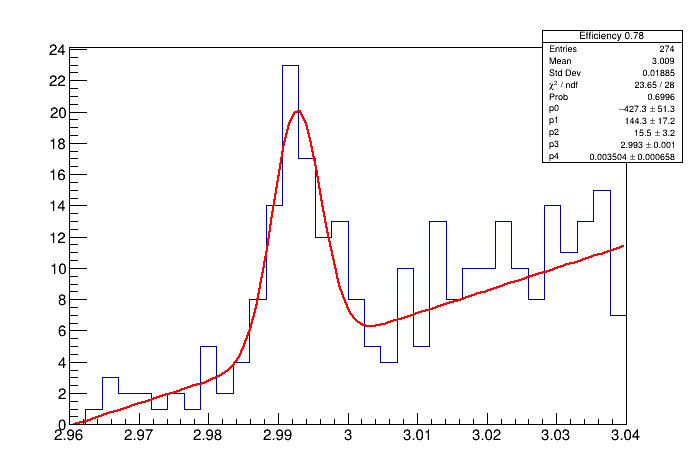 Efficiency 0.78
Entries 274
Mean 3.009
Std Dev 0.01885
χ² / ndf 23.65 / 28
Prob 0.6996
p0 −427.3 ± 51.3
p1 144.3 ± 17.2
p2 15.5 ± 3.2
p3 2.993 ± 0.001
p4 0.003504 ± 0.000658
24
22
20
18
16
14
12
10
8
6
4
2
0
2.96 2.97 2.98 2.99 3 3.01 3.02 3.03 3.04